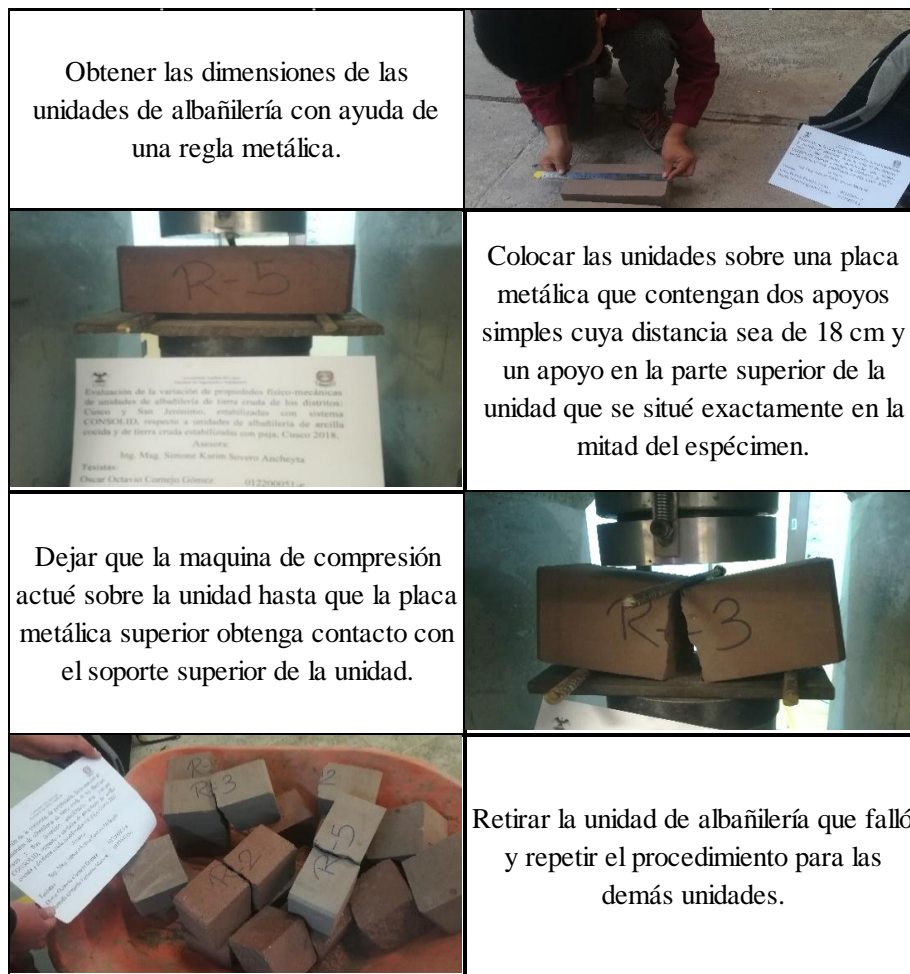 Obtener las dimensiones de las
unidades de albañilería con ayuda de
una regla metálica.
R-5
Evaluación de la variación de propiedades físico-mecánicas
de unidades de albañilería de tierra cruda de los distritos:
Cusco y San Jerónimo, estabilizadas con sistema
CONSOLID, respecto a unidades de albañilería de arcilla
cocida y de tierra cruda estabilizadas con paja, Cusco 2018.
Asesora:
Ing. Mag. Simone Karim Sovero Ancheyta
Tesistas:
Oscar Octavio Cornejo Gómez
Colocar las unidades sobre una placa
metálica que contengan dos apoyos
simples cuya distancia sea de 18 cm y
un apoyo en la parte superior de la
unidad que se situé exactamente en la
mitad del espécimen.
Dejar que la maquina de compresión
actué sobre la unidad hasta que la placa
metálica superior obtenga contacto con
el soporte superior de la unidad.
R-3
R-3
2
R-2
R-5
Retirar la unidad de albañilería que falló
y repetir el procedimiento para las
demás unidades.